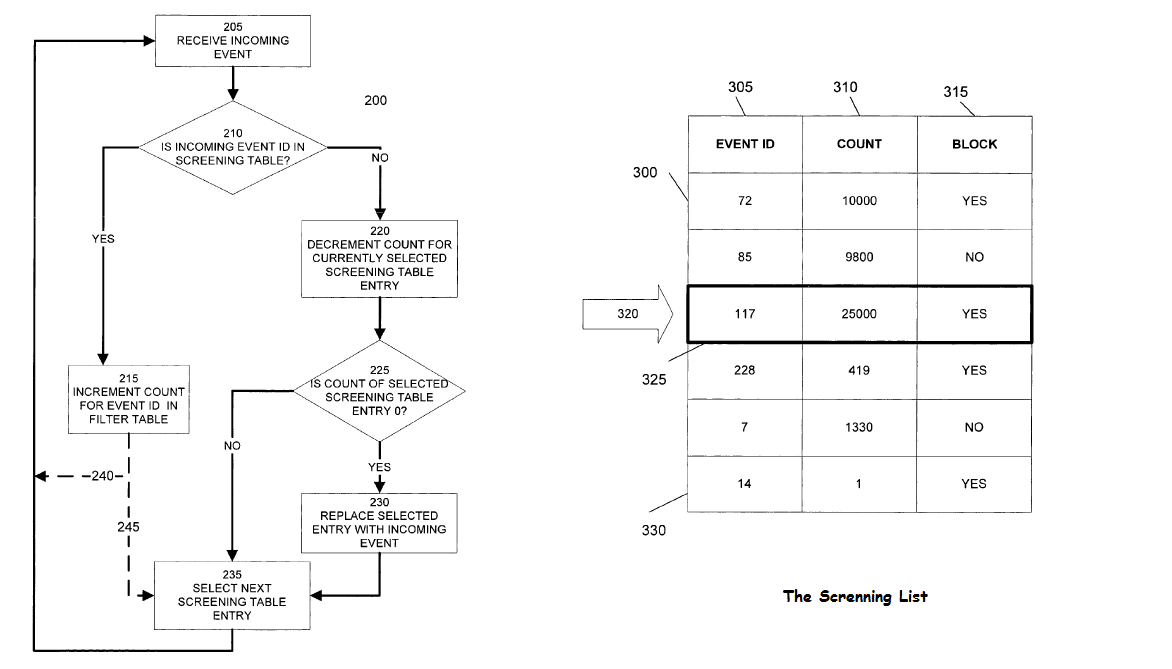 205
RECEIVE INCOMING
EVENT
200
210
IS INCOMING EVENT ID IN
SCREENING TABLE?
NO
YES
220
DECREMENT COUNT FOR
CURRENTLY SELECTED
SCREENING TABLE
ENTRY
215
INCREMENT COUNT
FOR EVENT ID IN
FILTER TABLE
225
IS COUNT OF SELECTED
SCREENING TABLE
ENTRY 0?
NO
YES
240
245
230
REPLACE SELECTED
ENTRY WITH INCOMING
EVENT
235
SELECT NEXT
SCREENING TABLE
ENTRY
305 310 315
EVENT ID COUNT BLOCK
300
72 10000 YES
85 9800 NO
320
117 25000 YES
325
228 419 YES
7 1330 NO
14 1 YES
330
The Screnning List